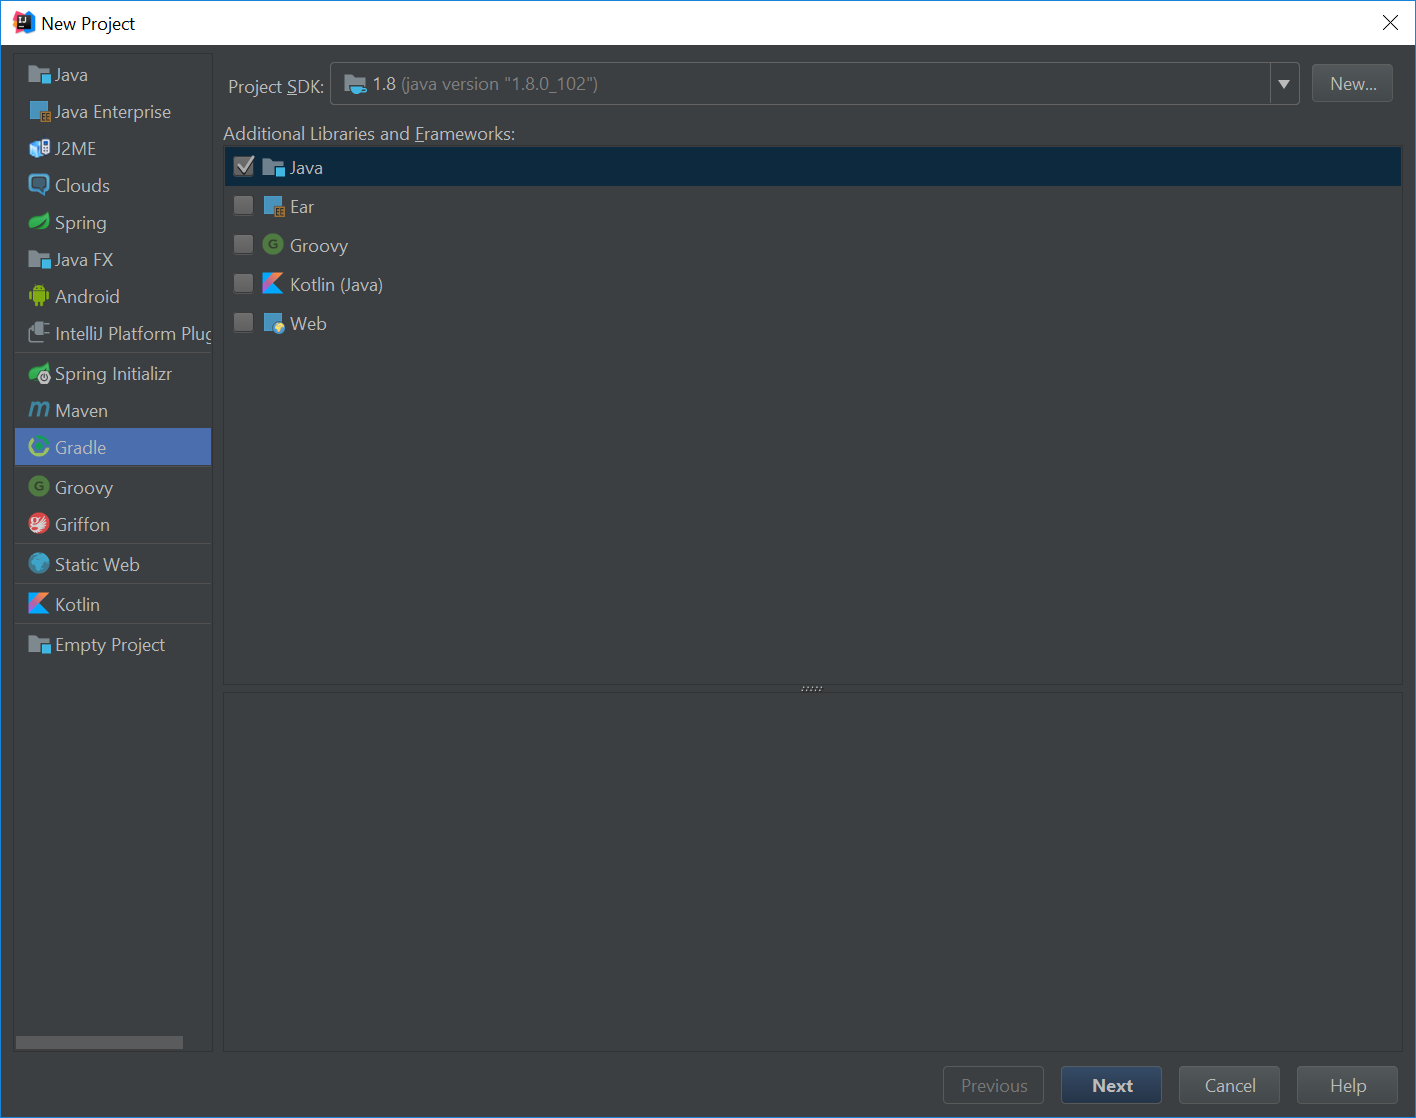 New Project
Java
Java Enterprise
J2ME
Clouds
Spring
Java FX
Android
IntelliJ Platform Plug
Spring Initializr
Maven
Gradle
Groovy
Griffon
Static Web
Kotlin
Empty Project
Project SDK: 1.8 (java version "1.8.0_102") New...
Additional Libraries and Frameworks:
Java
Ear
Groovy
Kotlin (Java)
Web
Previous Next Cancel Help